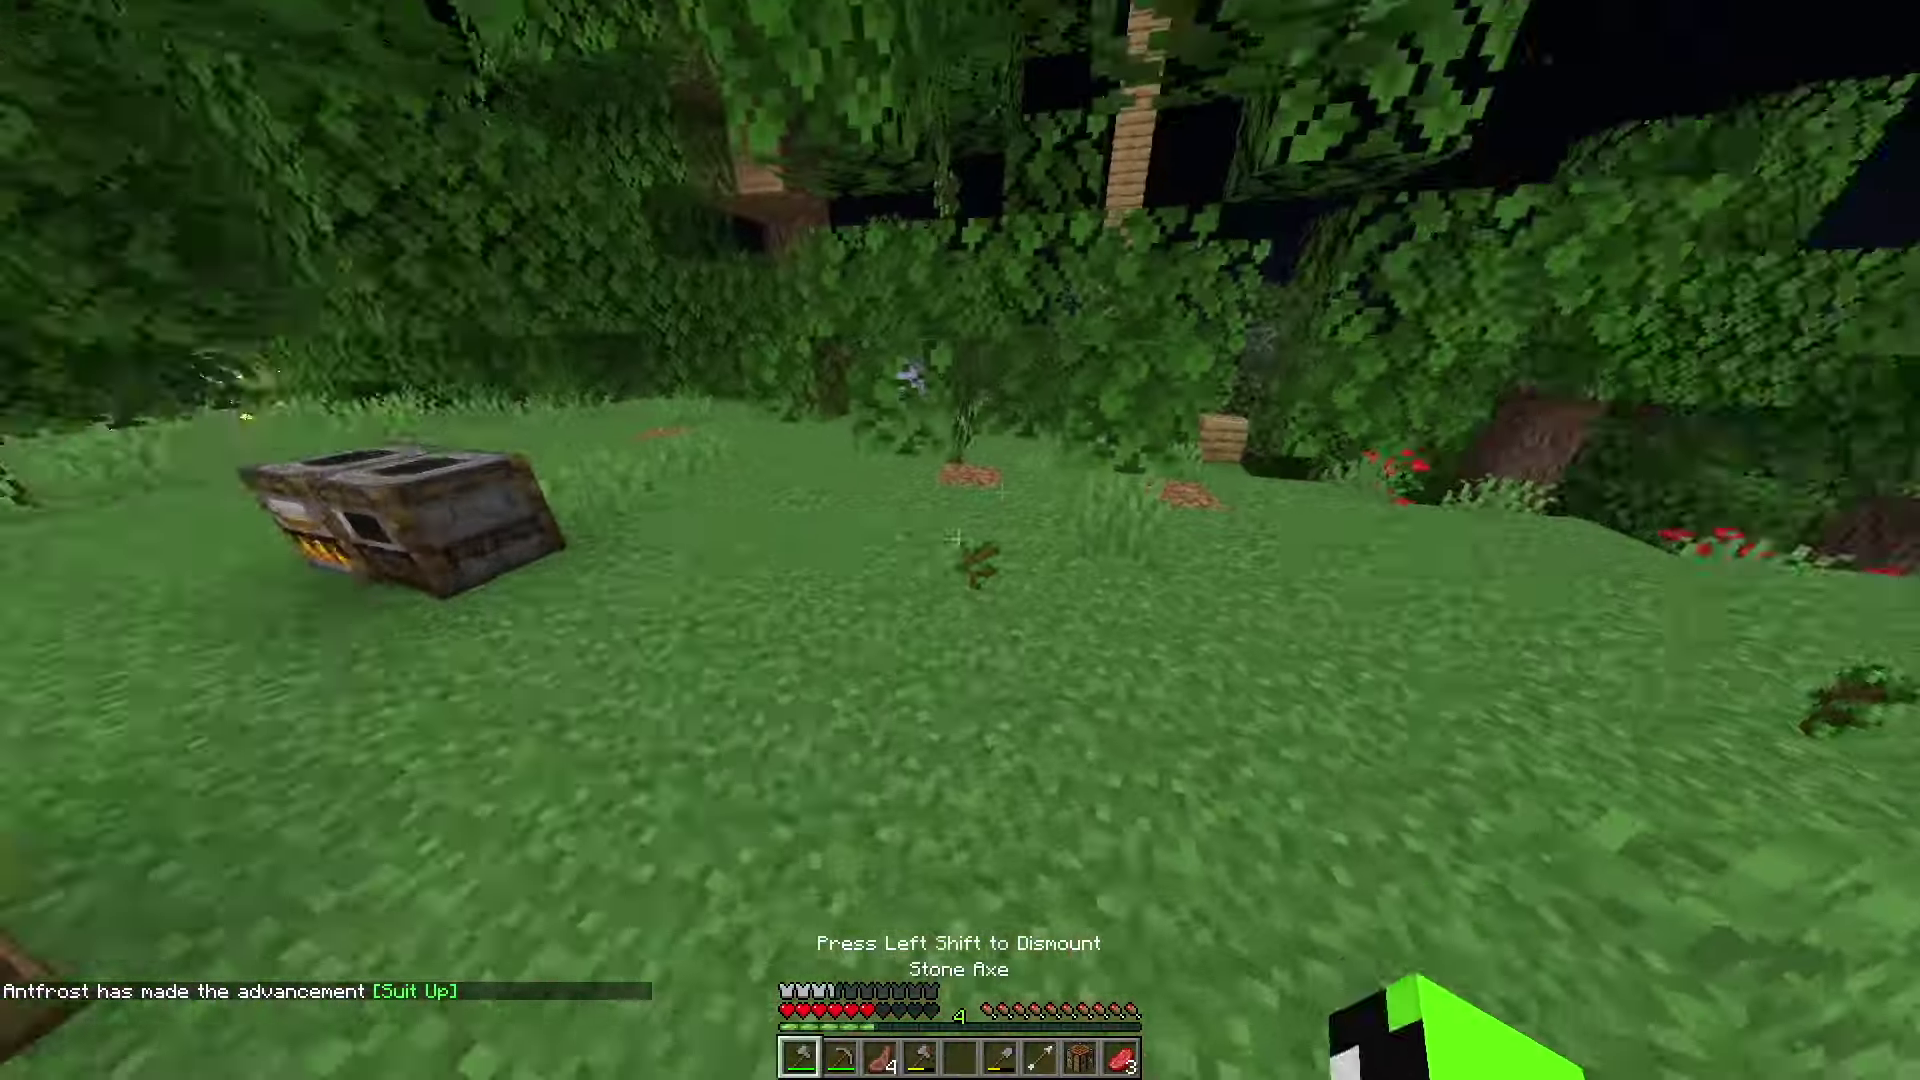 Press Left Shift to Dismount
Stone Axe
Antfrost has made the advancement [Suit Up]
4
4
3